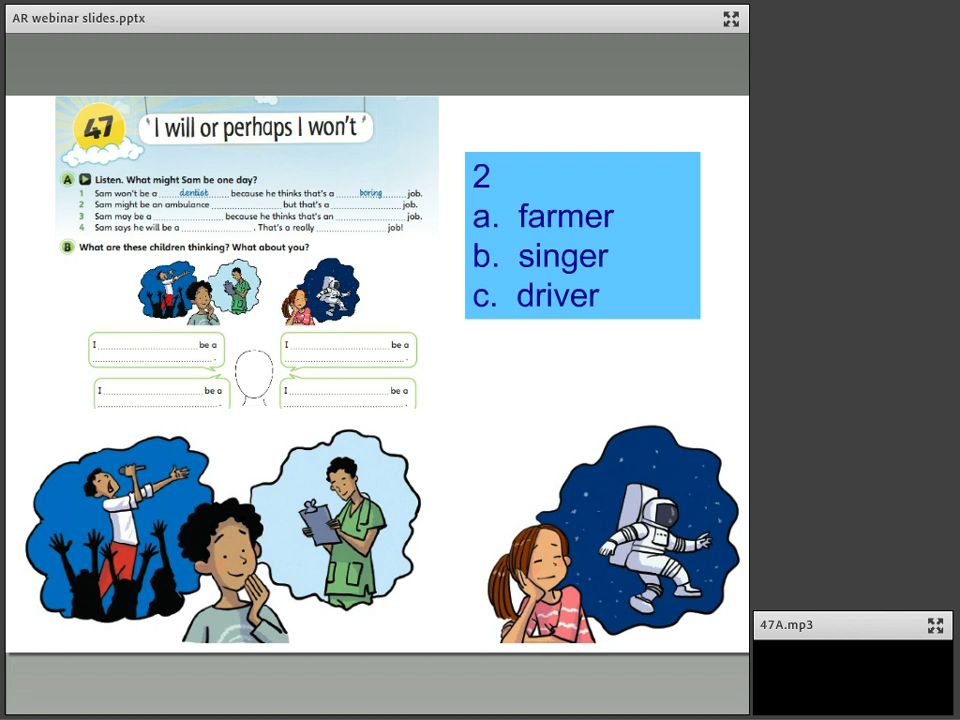 AR webinar slides.pptx
47
'I will or perhaps I won't'
A Listen. What might Sam be one day?
1 Sam won't be a ...... dentist ...... because he thinks that's a ...... boring ...... job.
2 Sam might be an ambulance .................... but that's a .................... job.
3 Sam may be a .................... because he thinks that's an .................... job.
4 Sam says he will be a .................... . That's a really .................... job!
B What are these children thinking? What about you?
I .............................. be a
.................................... .
I .............................. be a
.................................... .
I .............................. be a
.................................... .
I .............................. be a
.................................... .
2
a. farmer
b. singer
c. driver
47A.mp3